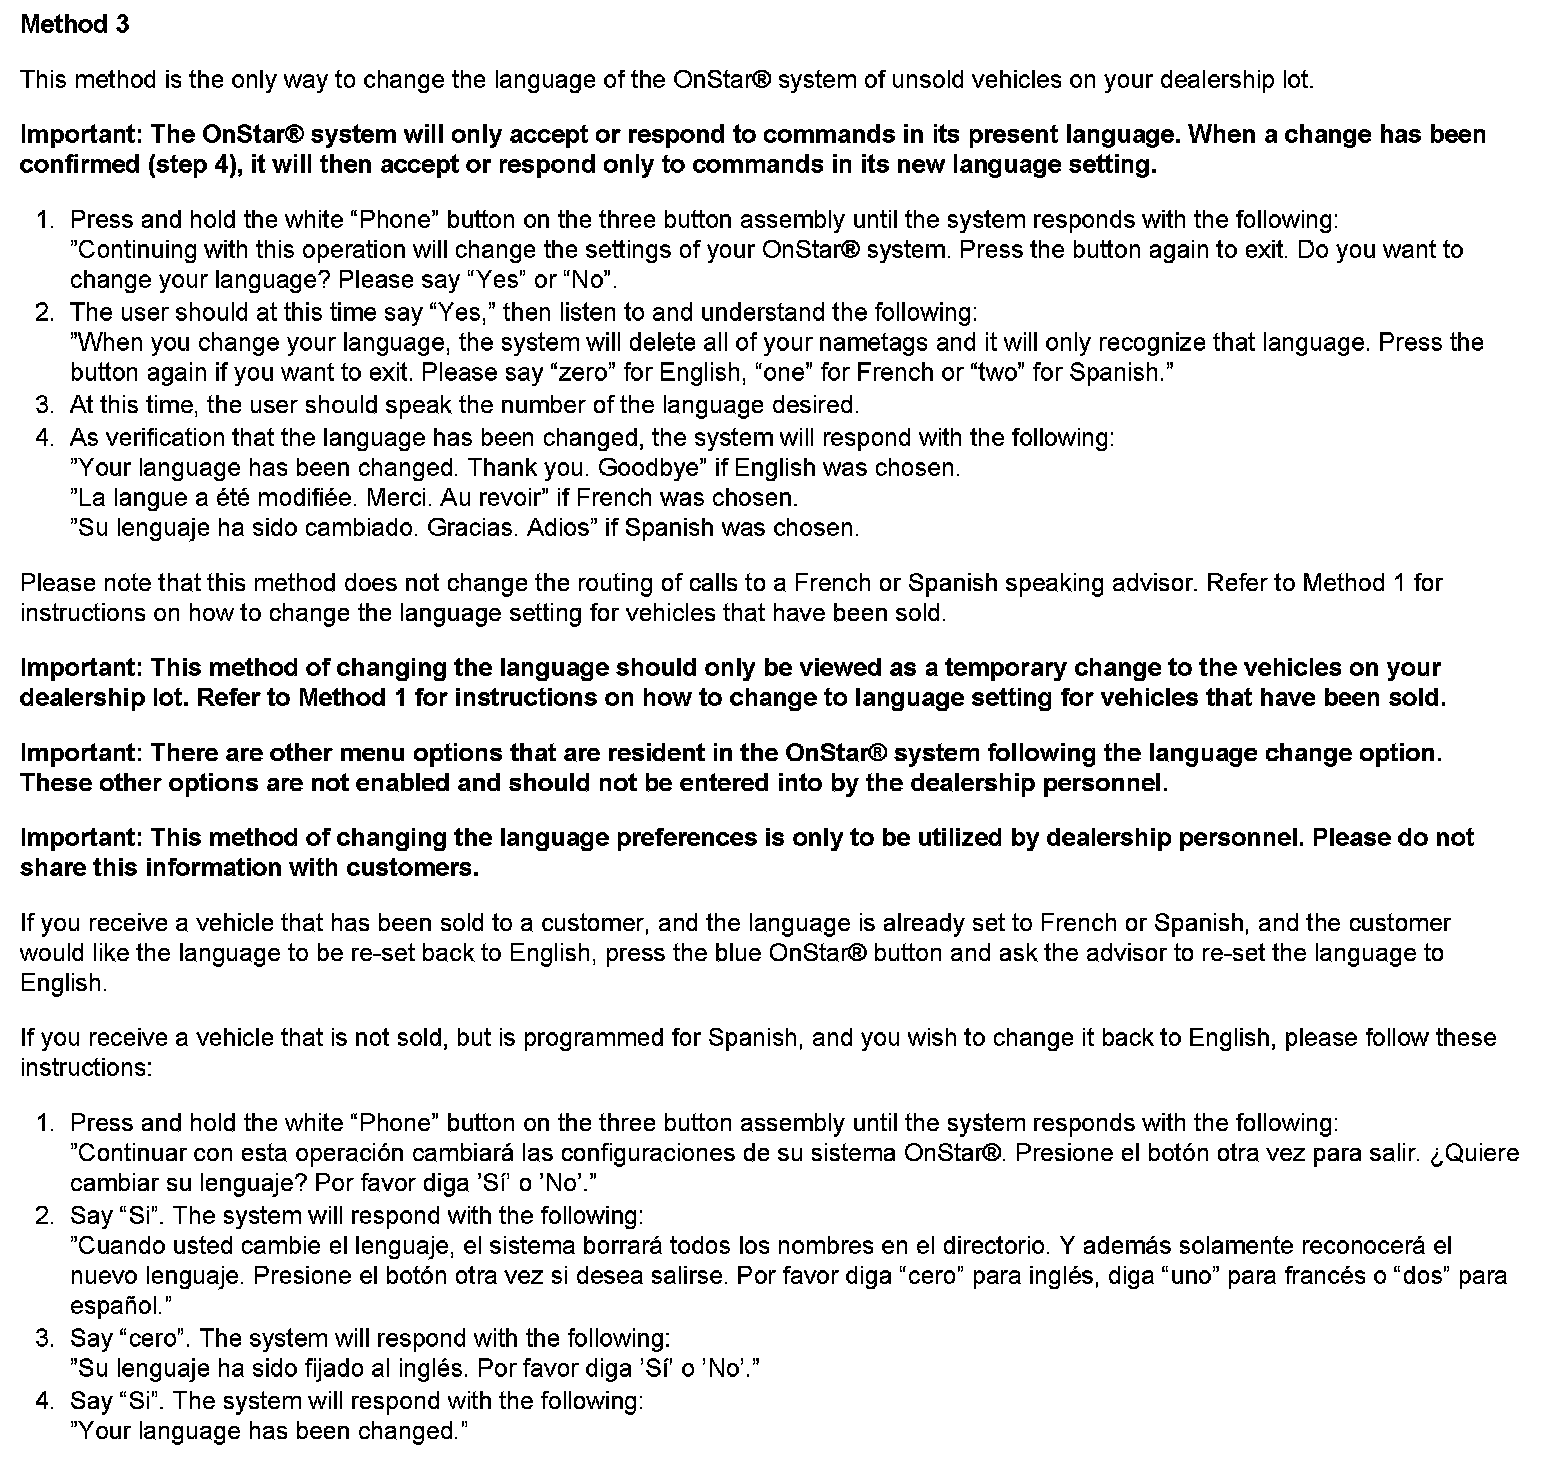 Method 3
This method is the only way to change the language of the OnStar® system of unsold vehicles on your dealership lot.
Important: The OnStar® system will only accept or respond to commands in its present language. When a change has been
confirmed (step 4), it will then accept or respond only to commands in its new language setting.
1. Press and hold the white “Phone” button on the three button assembly until the system responds with the following:
”Continuing with this operation will change the settings of your OnStar® system. Press the button again to exit. Do you want to
change your language? Please say “Yes” or “No”.
2. The user should at this time say “Yes,” then listen to and understand the following:
”When you change your language, the system will delete all of your nametags and it will only recognize that language. Press the
button again if you want to exit. Please say “zero” for English, “one” for French or “two” for Spanish.”
3. At this time, the user should speak the number of the language desired.
4. As verification that the language has been changed, the system will respond with the following:
”Your language has been changed. Thank you. Goodbye” if English was chosen.
”La langue a été modifiée. Merci. Au revoir” if French was chosen.
”Su lenguaje ha sido cambiado. Gracias. Adios” if Spanish was chosen.
Please note that this method does not change the routing of calls to a French or Spanish speaking advisor. Refer to Method 1 for
instructions on how to change the language setting for vehicles that have been sold.
Important: This method of changing the language should only be viewed as a temporary change to the vehicles on your
dealership lot. Refer to Method 1 for instructions on how to change to language setting for vehicles that have been sold.
Important: There are other menu options that are resident in the OnStar® system following the language change option.
These other options are not enabled and should not be entered into by the dealership personnel.
Important: This method of changing the language preferences is only to be utilized by dealership personnel. Please do not
share this information with customers.
If you receive a vehicle that has been sold to a customer, and the language is already set to French or Spanish, and the customer
would like the language to be re-set back to English, press the blue OnStar® button and ask the advisor to re-set the language to
English.
If you receive a vehicle that is not sold, but is programmed for Spanish, and you wish to change it back to English, please follow these
instructions:
1. Press and hold the white “Phone” button on the three button assembly until the system responds with the following:
”Continuar con esta operación cambiará las configuraciones de su sistema OnStar®. Presione el botón otra vez para salir. ¿Quiere
cambiar su lenguaje? Por favor diga ’Sí’ o ’No’.”
2. Say “Si”. The system will respond with the following:
”Cuando usted cambie el lenguaje, el sistema borrará todos los nombres en el directorio. Y además solamente reconocerá el
nuevo lenguaje. Presione el botón otra vez si desea salirse. Por favor diga “cero” para inglés, diga “uno” para francés o “dos” para
español.”
3. Say “cero”. The system will respond with the following:
”Su lenguaje ha sido fijado al inglés. Por favor diga ’Sí’ o ’No’.”
4. Say “Si”. The system will respond with the following:
”Your language has been changed.”